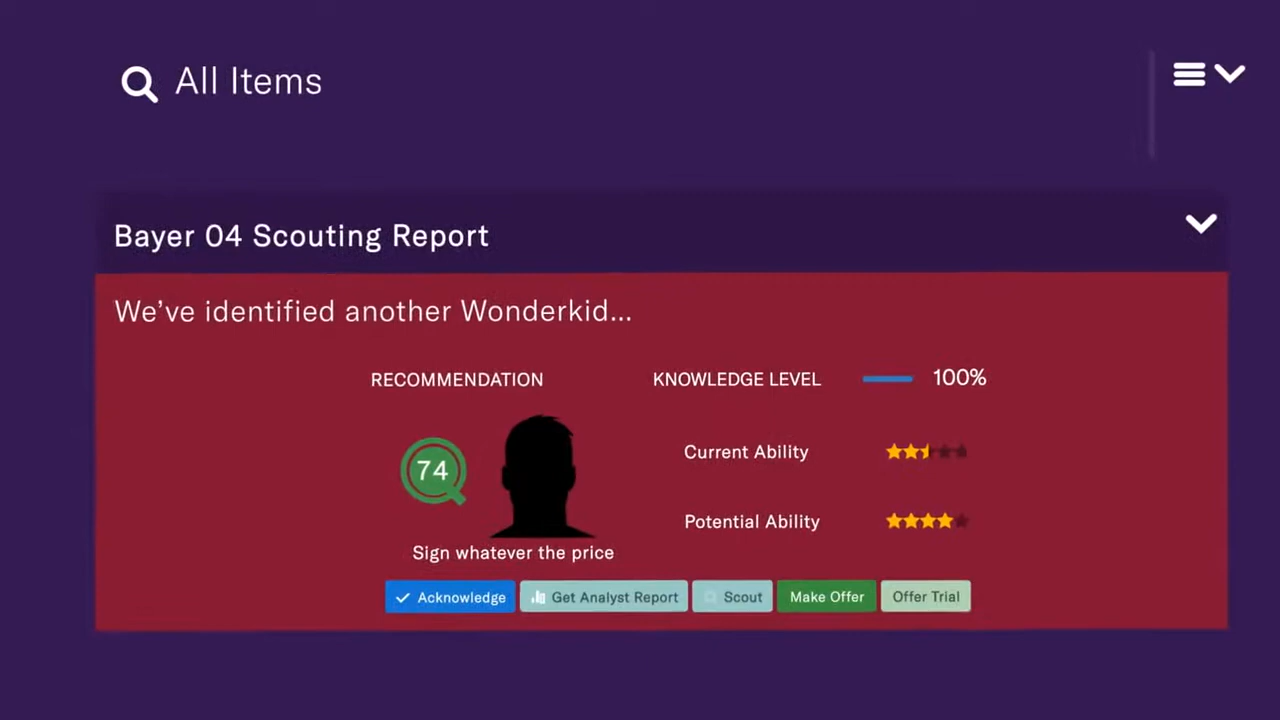 All Items
Bayer 04 Scouting Report
We've identified another Wonderkid...
RECOMMENDATION
KNOWLEDGE LEVEL 100%
74
Current Ability
Potential Ability
Sign whatever the price
Acknowledge Get Analyst Report Scout Make Offer Offer Trial